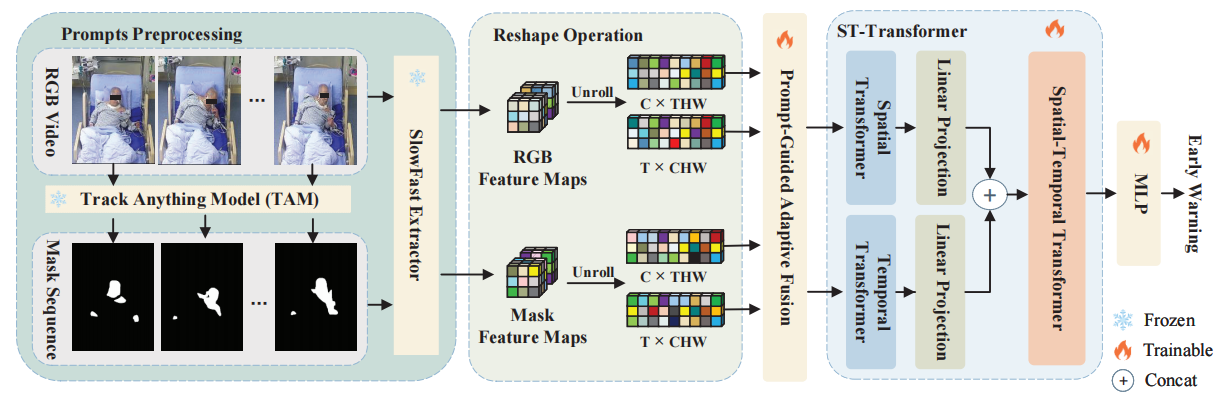 Prompts Preprocessing
RGB Video
...
Track Anything Model (TAM)
Mask Sequence
...
SlowFast Extractor
Reshape Operation
Unroll
C × THW
T × CHW
RGB
Feature Maps
Unroll
C × THW
T × CHW
Mask
Feature Maps
Prompt-Guided Adaptive Fusion
ST-Transformer
Spatial
Transformer
Linear Projection
Temporal
Transformer
Linear Projection
+
Spatial-Temporal Transformer
MLP
Early Warning
Frozen
Trainable
+ Concat